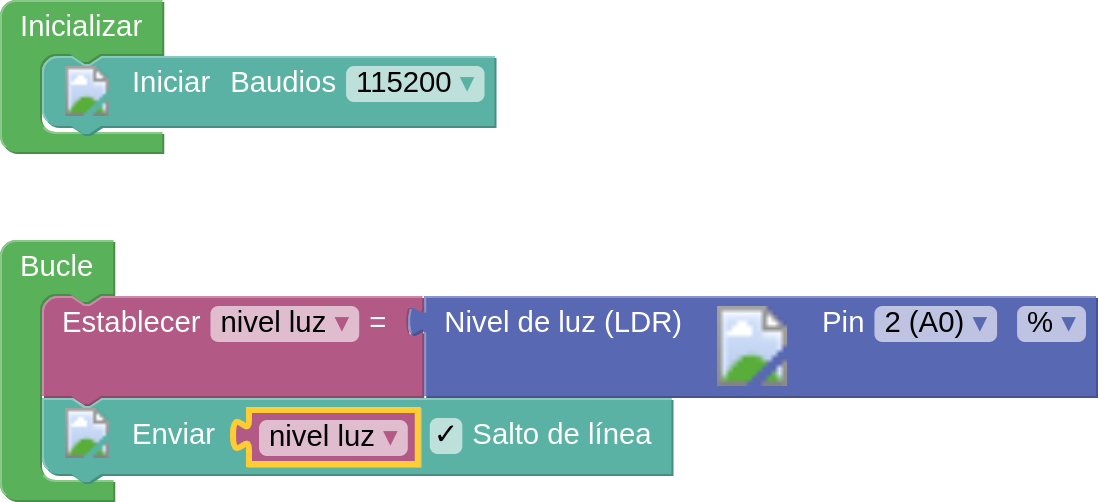 Inicializar
Iniciar Baudios 115200 ▼
Bucle
Establecer nivel luz ▼ = Nivel de luz (LDR) Pin 2 (A0) ▼ % ▼
Enviar nivel luz ▼ ✓ Salto de línea